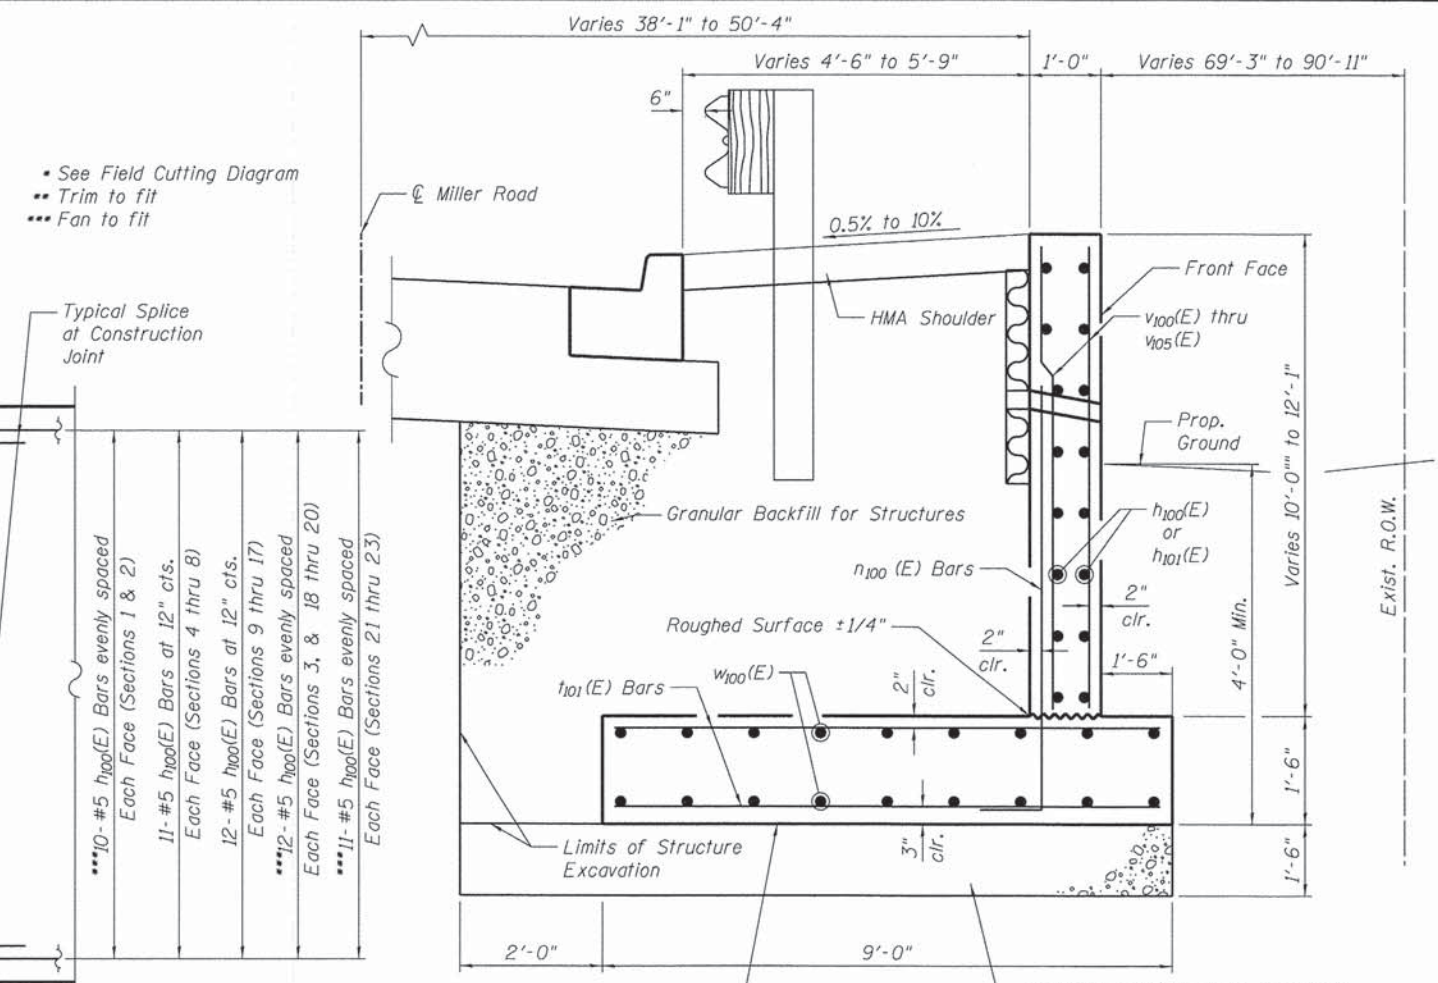 Varies 38'-1" to 50'-4"
Varies 4'-6" to 5'-9"
1'-0"
Varies 69'-3" to 90'-11"
6"
• See Field Cutting Diagram
•• Trim to fit
••• Fan to fit
℄ Miller Road
0.5% to 10%
Typical Splice
at Construction
Joint
HMA Shoulder
Front Face
v100(E) thru
v105(E)
Prop.
Ground
Varies 10'-0"" to 12'-1"
Exist. R.O.W.
Granular Backfill for Structures
h100(E)
or
h101(E)
n100 (E) Bars
2"
clr.
Roughed Surface ±1/4"
2"
clr.
1'-6"
4'-0" Min.
t101(E) Bars
w100(E)
2"
clr.
•••10-#5 h100(E) Bars evenly spaced
Each Face (Sections 1 & 2)
11-#5 h100(E) Bars at 12" cts.
Each Face (Sections 4 thru 8)
12-#5 h100(E) Bars at 12" cts.
Each Face (Sections 9 thru 17)
•••12-#5 h100(E) Bars evenly spaced
Each Face (Sections 3, & 18 thru 20)
•••11-#5 h100(E) Bars evenly spaced
Each Face (Sections 21 thru 23)
1'-6"
Limits of Structure
Excavation
3"
clr.
1'-6"
2'-0"
9'-0"